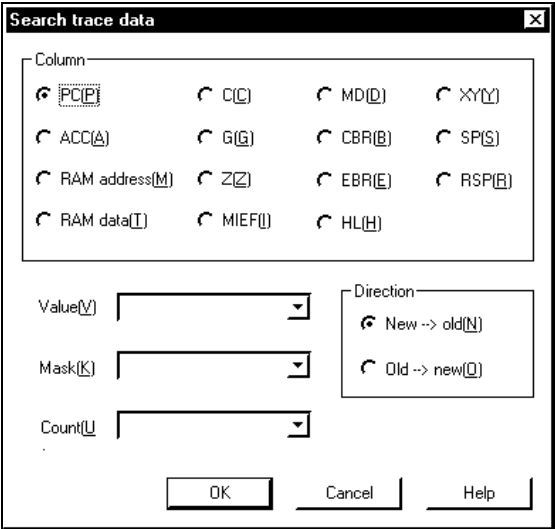 Search trace data
Column
PC(P) C(C) MD(D) XY(Y)
ACC(A) G(G) CBR(B) SP(S)
RAM address(M) Z(Z) EBR(E) RSP(R)
RAM data(T) MIEF(I) HL(H)
Value(V)
Mask(K)
Count(U
Direction
New --> old(N)
Old --> new(O)
OK Cancel Help